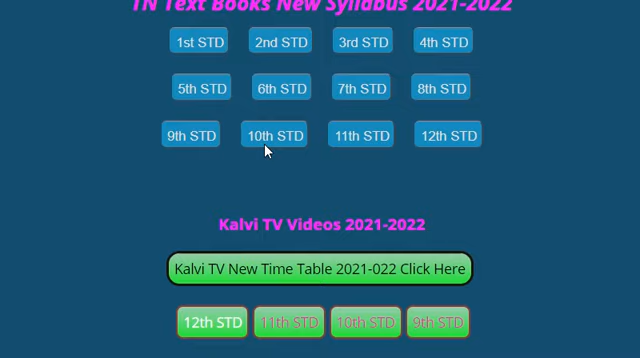 TN Text Books New Syllabus 2021-2022
1st STD 2nd STD 3rd STD 4th STD
5th STD 6th STD 7th STD 8th STD
9th STD 10th STD 11th STD 12th STD
Kalvi TV Videos 2021-2022
Kalvi TV New Time Table 2021-022 Click Here
12th STD 11th STD 10th STD 9th STD